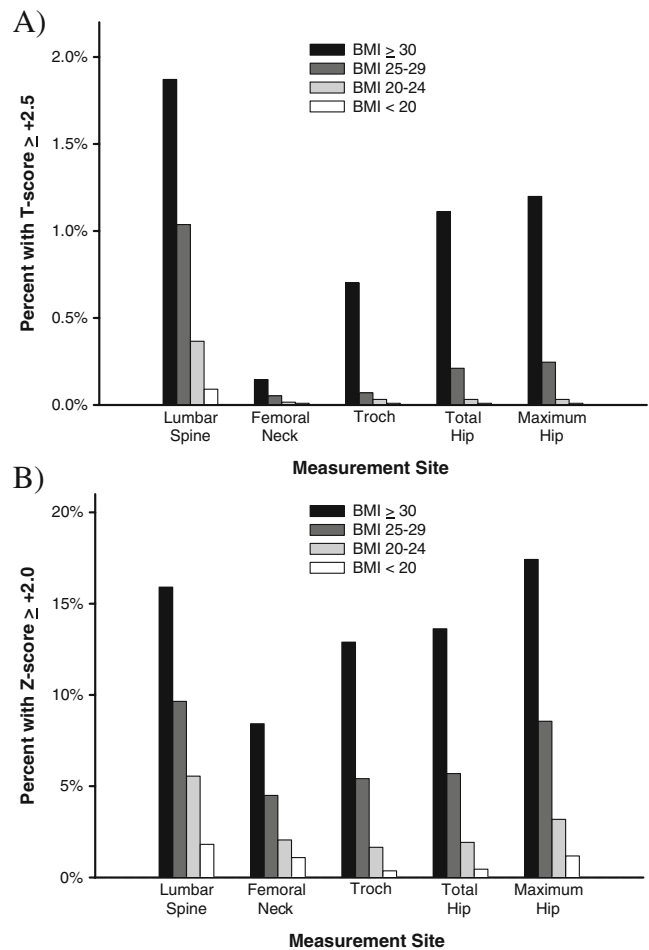 A)
BMI ≥ 30
BMI 25-29
BMI 20-24
BMI < 20
Percent with T-score ≥ +2.5
2.0%
1.5%
1.0%
0.5%
0.0%
Lumbar Spine
Femoral Neck
Troch
Total Hip
Maximum Hip
Measurement Site
B)
BMI ≥ 30
BMI 25-29
BMI 20-24
BMI < 20
Percent with Z-score ≥ +2.0
20%
15%
10%
5%
0%
Lumbar Spine
Femoral Neck
Troch
Total Hip
Maximum Hip
Measurement Site